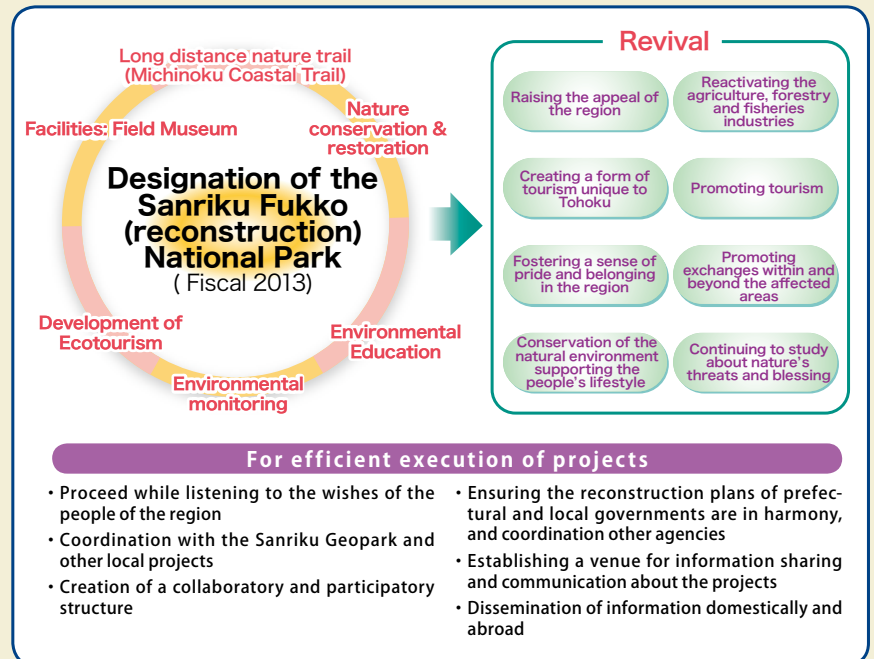 Long distance nature trail
(Michinoku Coastal Trail)
Facilities: Field Museum
Nature
conservation &
restoration
Designation of the
Sanriku Fukko
(reconstruction)
National Park
( Fiscal 2013)
Development of
Ecotourism
Environmental
Education
Environmental
monitoring
Revival
Raising the appeal of
the region
Reactivating the
agriculture, forestry
and fisheries
industries
Creating a form of
tourism unique to
Tohoku
Promoting tourism
Fostering a sense of
pride and belonging
in the region
Promoting
exchanges within and
beyond the affected
areas
Conservation of the
natural environment
supporting the
people's lifestyle
Continuing to study
about nature's
threats and blessing
For efficient execution of projects
・Proceed while listening to the wishes of the
people of the region
・Coordination with the Sanriku Geopark and
other local projects
・Creation of a collaboratory and participatory
structure
・Ensuring the reconstruction plans of prefec-
tural and local governments are in harmony,
and coordination other agencies
・Establishing a venue for information sharing
and communication about the projects
・Dissemination of information domestically and
abroad